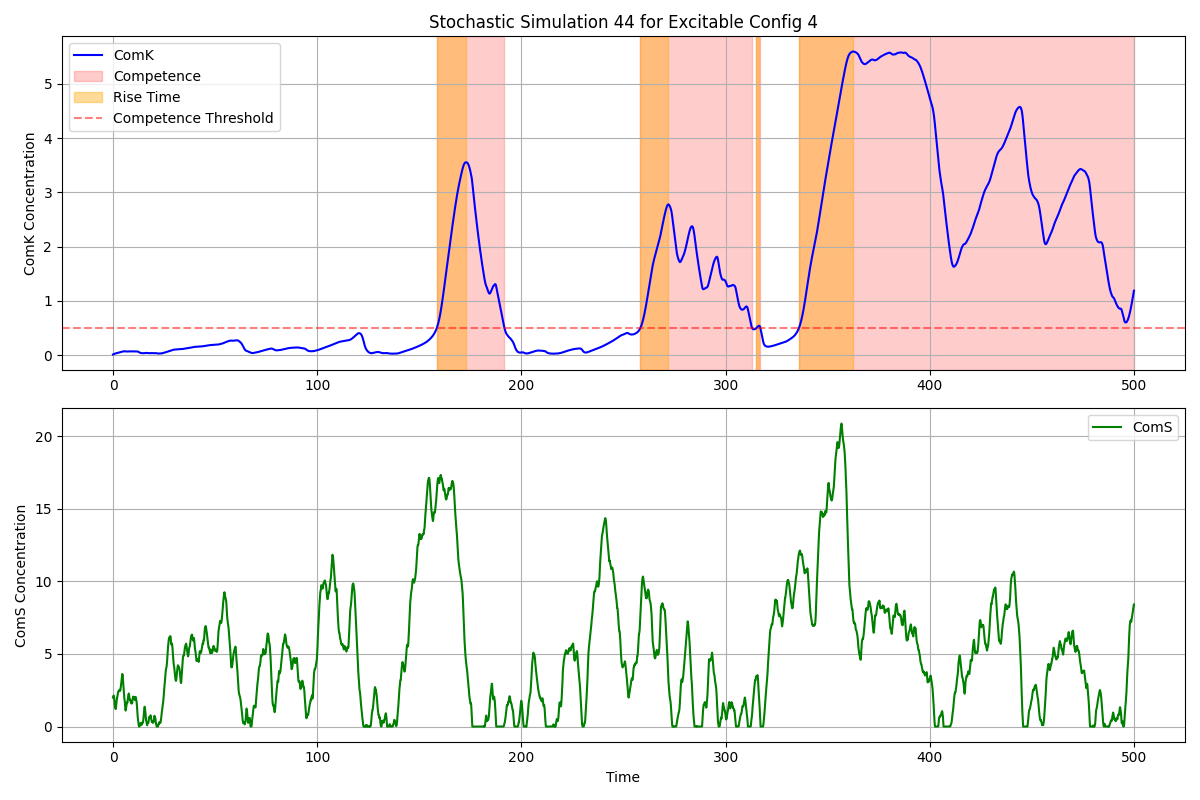 Stochastic Simulation 44 for Excitable Config 4
ComK
Competence
Rise Time
Competence Threshold
ComK Concentration
5
4
3
2
1
0
0 100 200 300 400 500
ComS
ComS Concentration
20
15
10
5
0
0 100 200 300 400 500
Time